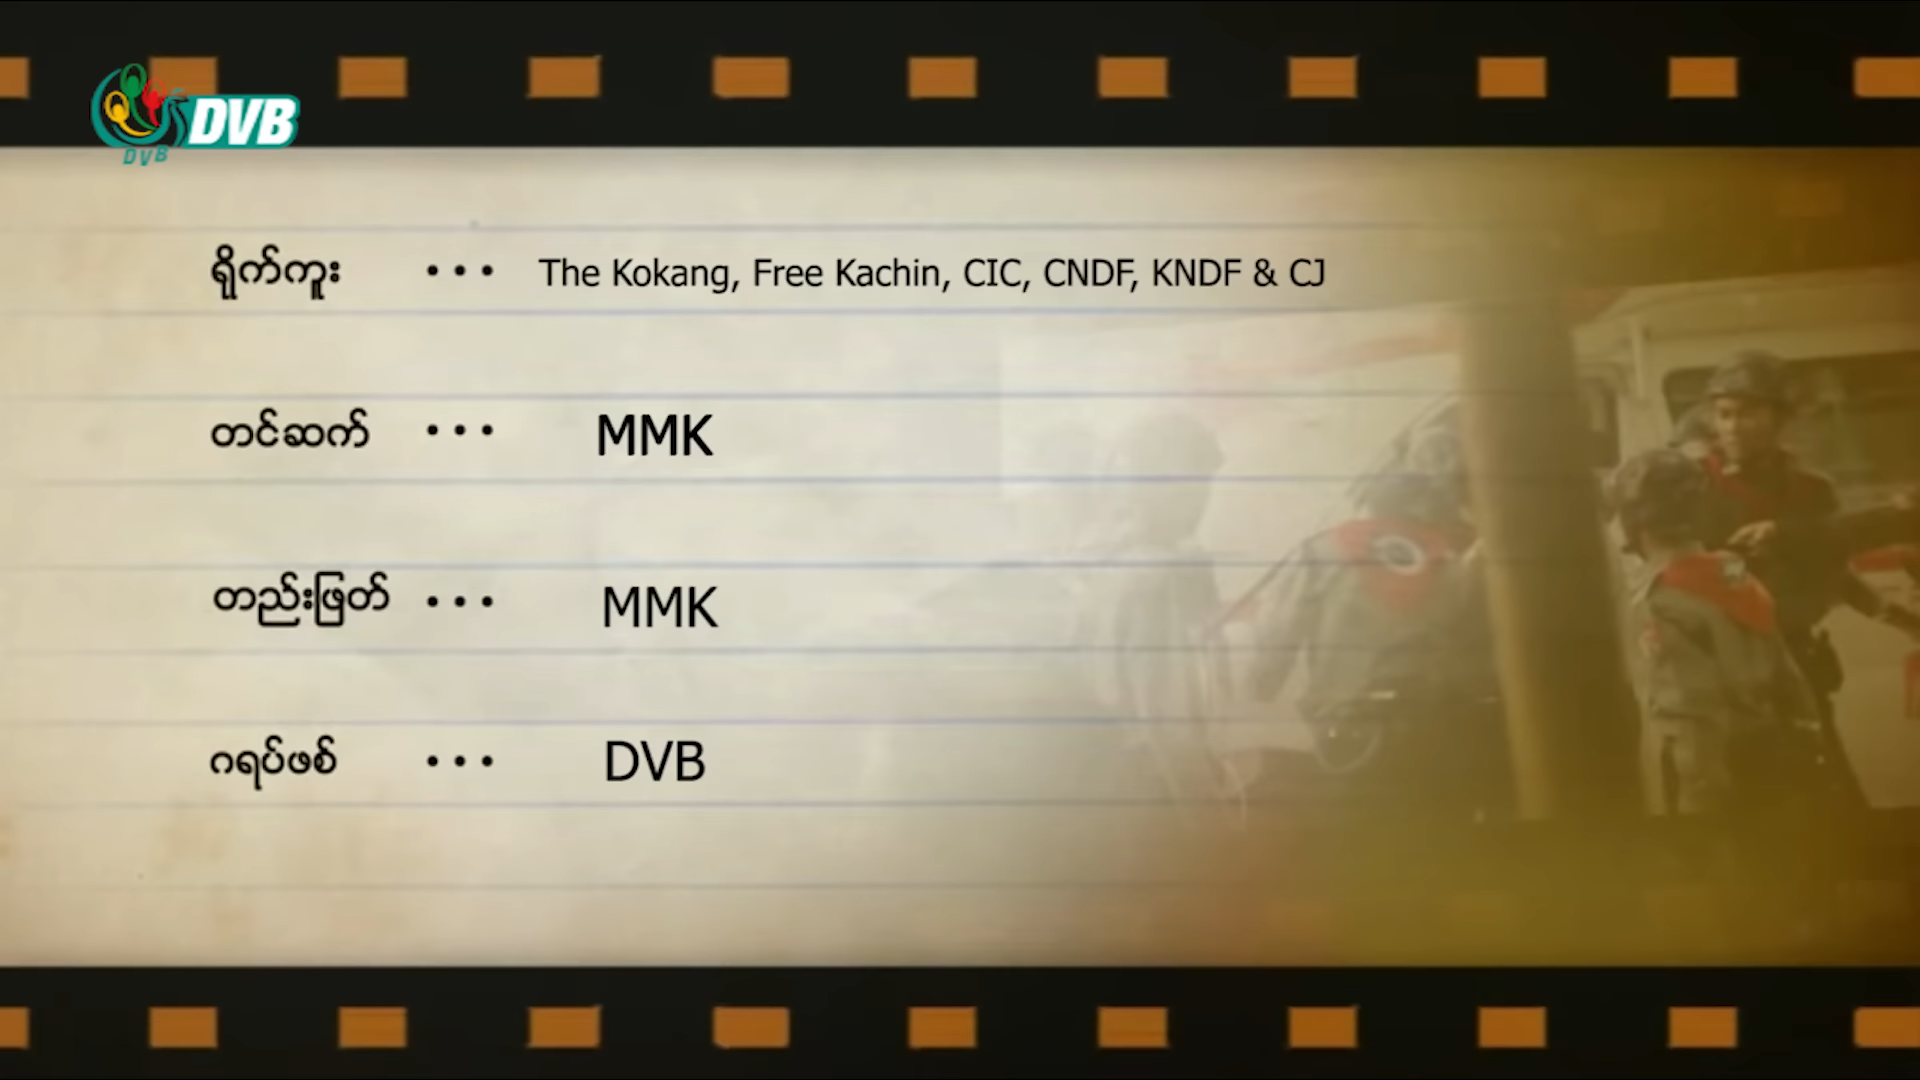 DVB
DVB
ရိုက်ကူး ... The Kokang, Free Kachin, CIC, CNDF, KNDF & CJ
တင်ဆက် ... MMK
တည်းဖြတ် ... MMK
ဂရပ်ဖစ် ... DVB